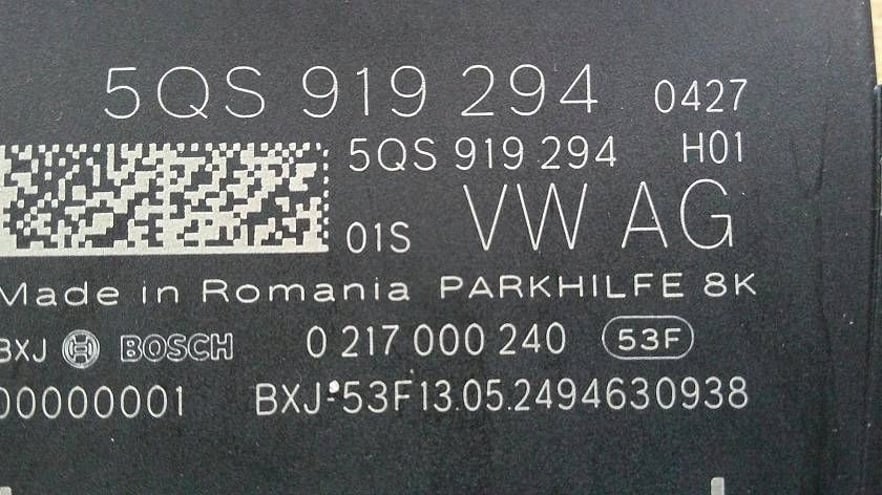 5QS 919 294 0427
5QS 919 294 H01
01S VW AG
Made in Romania PARKHILFE 8K
BXJ BOSCH 0 217 000 240 53F
00000001 BXJ-53F13.05.2494630938